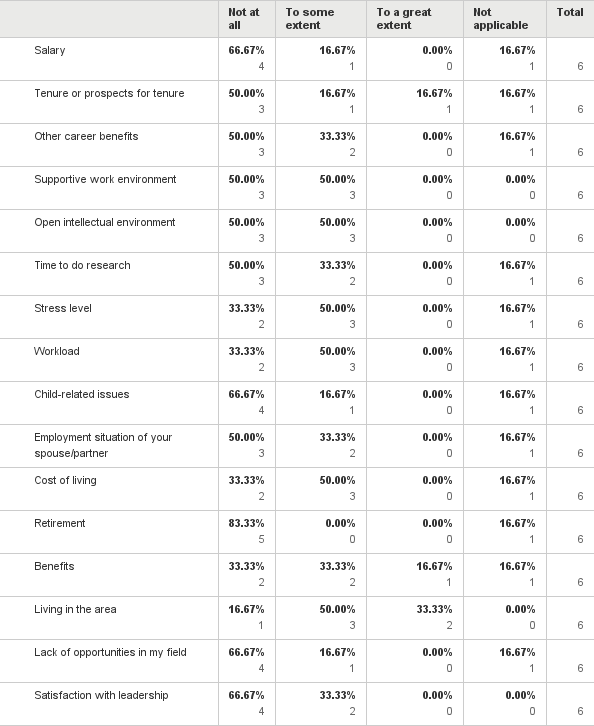 Not at all To some extent To a great extent Not applicable Total
Salary 66.67% 16.67% 0.00% 16.67%
4 1 0 1 6
Tenure or prospects for tenure 50.00% 16.67% 16.67% 16.67%
3 1 1 1 6
Other career benefits 50.00% 33.33% 0.00% 16.67%
3 2 0 1 6
Supportive work environment 50.00% 50.00% 0.00% 0.00%
3 3 0 0 6
Open intellectual environment 50.00% 50.00% 0.00% 0.00%
3 3 0 0 6
Time to do research 50.00% 33.33% 0.00% 16.67%
3 2 0 1 6
Stress level 33.33% 50.00% 0.00% 16.67%
2 3 0 1 6
Workload 33.33% 50.00% 0.00% 16.67%
2 3 0 1 6
Child-related issues 66.67% 16.67% 0.00% 16.67%
4 1 0 1 6
Employment situation of your 50.00% 33.33% 0.00% 16.67%
spouse/partner 3 2 0 1 6
Cost of living 33.33% 50.00% 0.00% 16.67%
2 3 0 1 6
Retirement 83.33% 0.00% 0.00% 16.67%
5 0 0 1 6
Benefits 33.33% 33.33% 16.67% 16.67%
2 2 1 1 6
Living in the area 16.67% 50.00% 33.33% 0.00%
1 3 2 0 6
Lack of opportunities in my field 66.67% 16.67% 0.00% 16.67%
4 1 0 1 6
Satisfaction with leadership 66.67% 33.33% 0.00% 0.00%
4 2 0 0 6